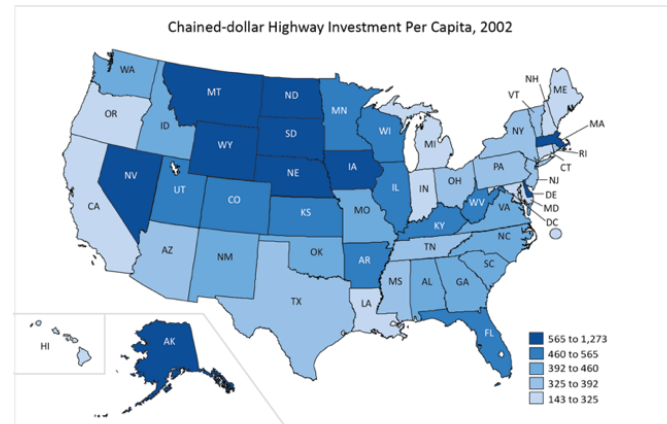 Chained-dollar Highway Investment Per Capita, 2002
WA
MT
ND
MN
OR
ID
WY
SD
WI
MI
NY
VT
NH
ME
MA
RI
CT
NJ
DE
MD
DC
NV
UT
CO
NE
IA
IL
IN
OH
PA
WV
VA
CA
KS
MO
KY
NC
TN
AZ
NM
OK
AR
SC
TX
LA
MS
AL
GA
FL
HI
AK
565 to 1,273
460 to 565
392 to 460
325 to 392
143 to 325